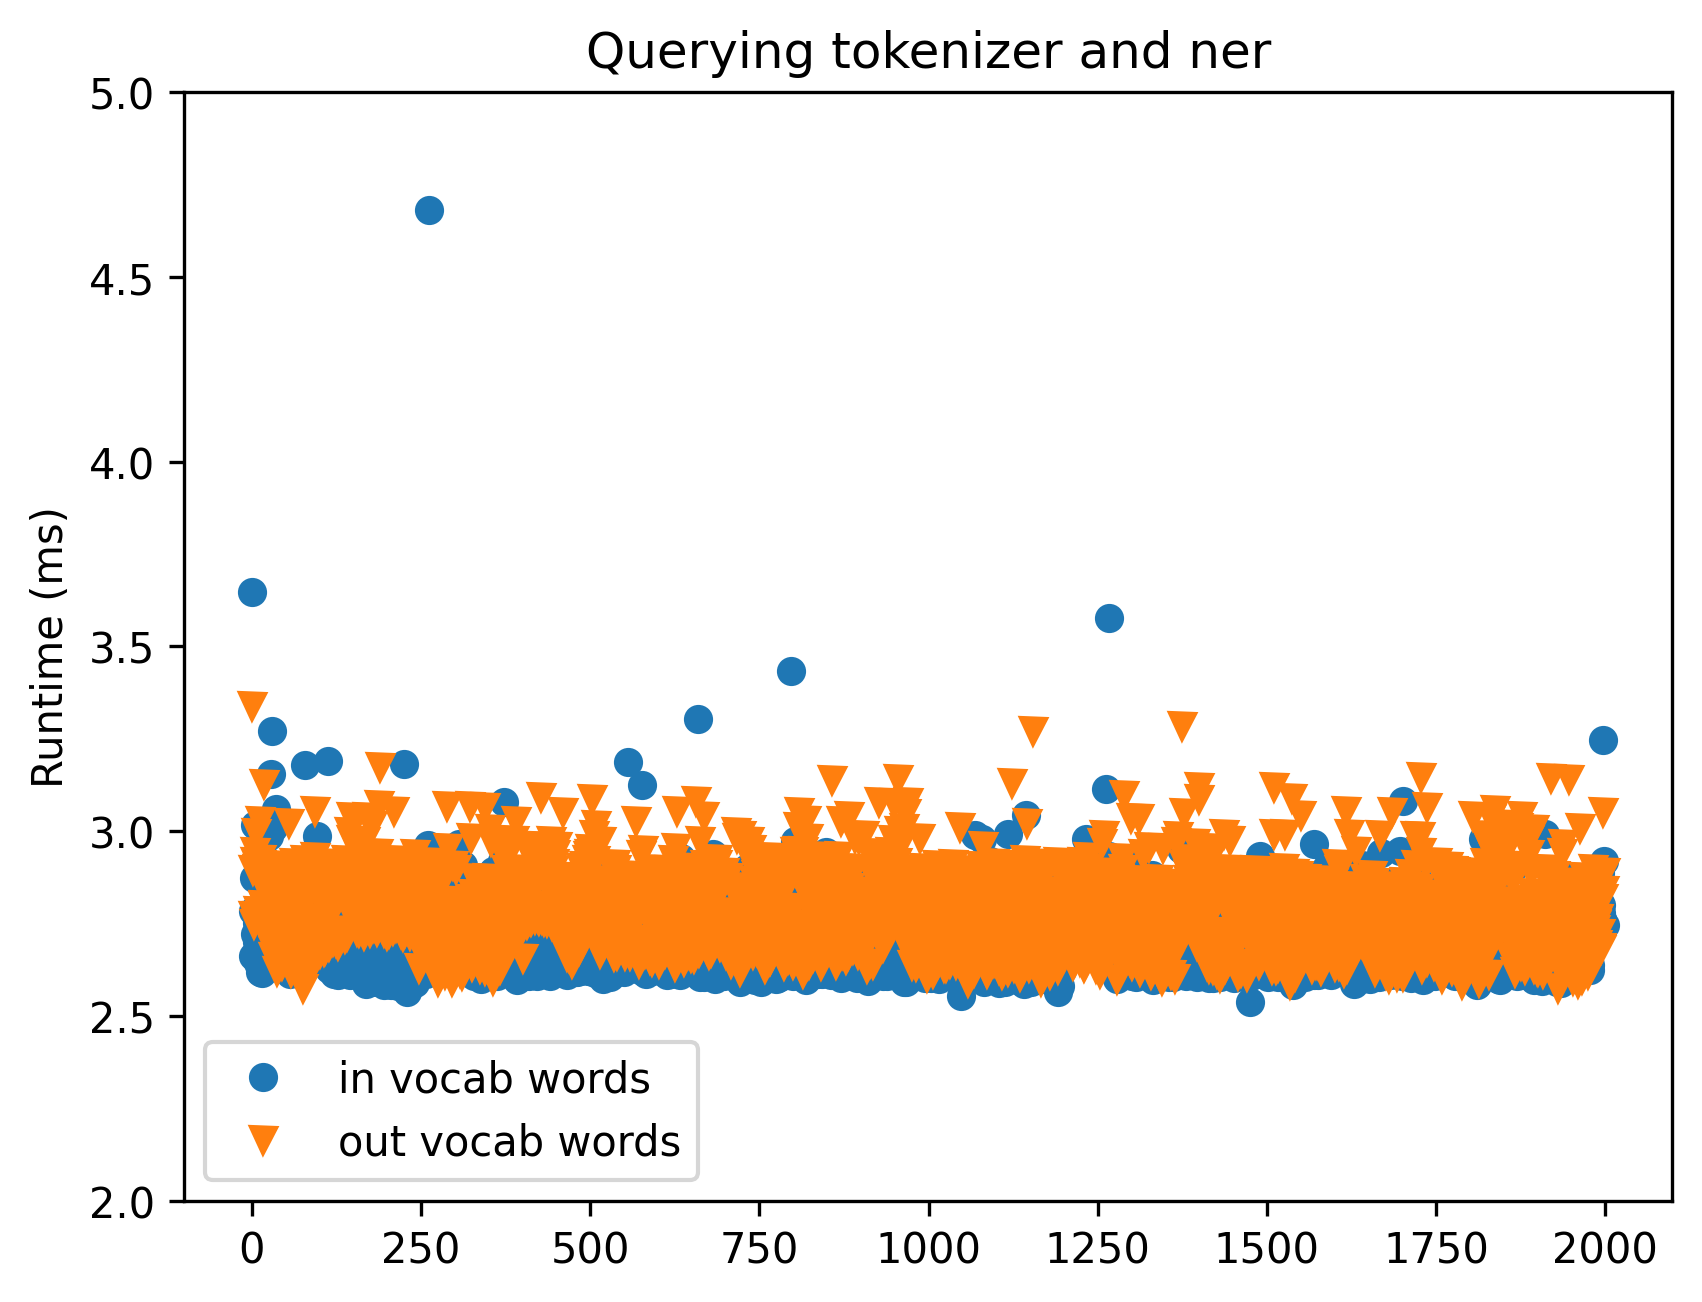 Querying tokenizer and ner
5.0
4.5
4.0
3.5
3.0
2.5
2.0
Runtime (ms)
in vocab words
out vocab words
0 250 500 750 1000 1250 1500 1750 2000